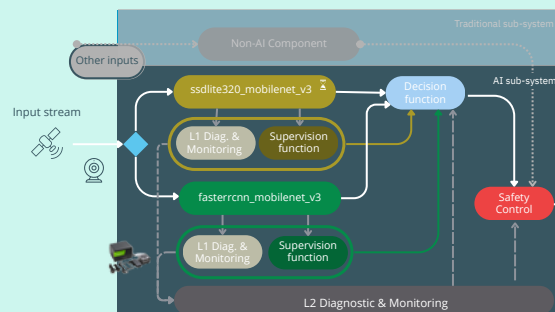 Traditional sub-system
Non-AI Component
Other inputs
AI sub-system
ssdlite320_mobilenet_v3
Decision
function
Input stream
L1 Diag. &
Monitoring
Supervision
function
fasterrcnn_mobilenet_v3
Safety
Control
L1 Diag. &
Monitoring
Supervision
function
L2 Diagnostic & Monitoring